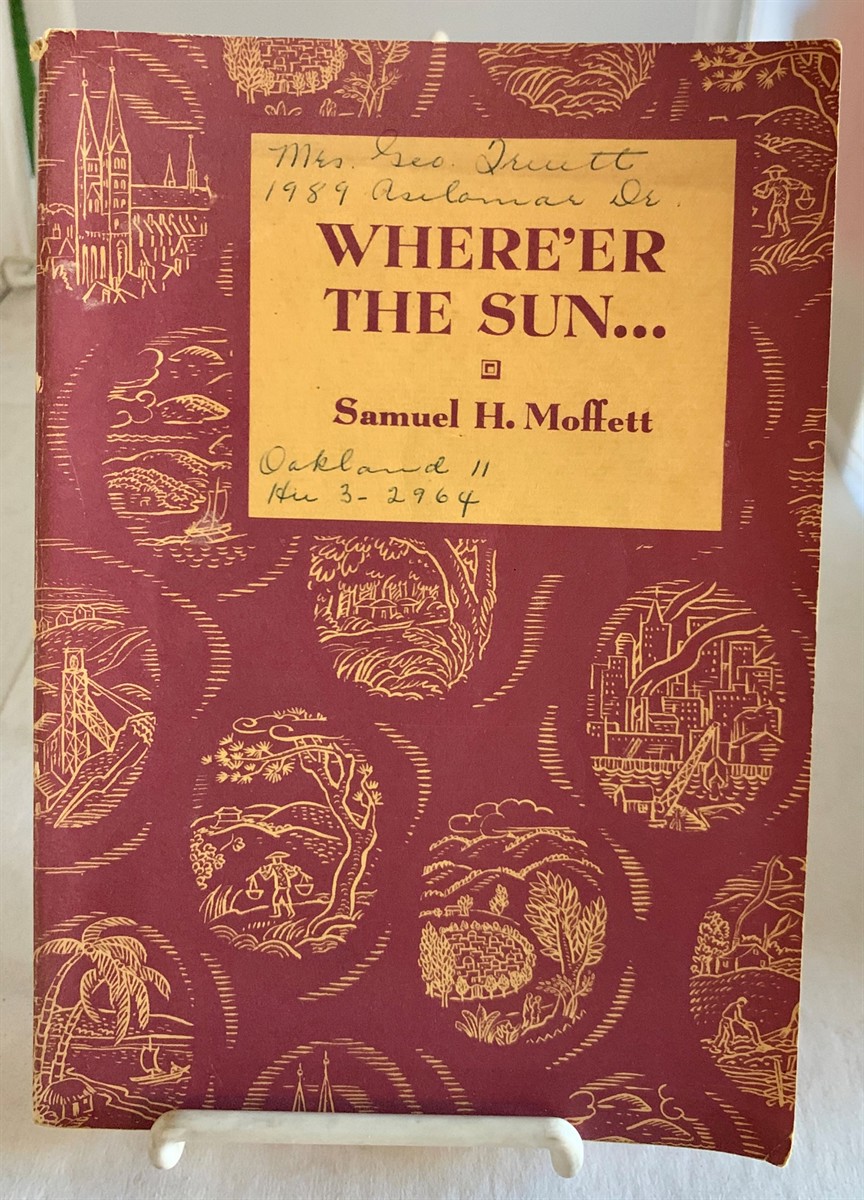 Mrs. Geo. Truett
1989 Asilomar Dr.
WHERE'ER
THE SUN...
Samuel H. Moffett
Oakland 11
Hu 3-2964